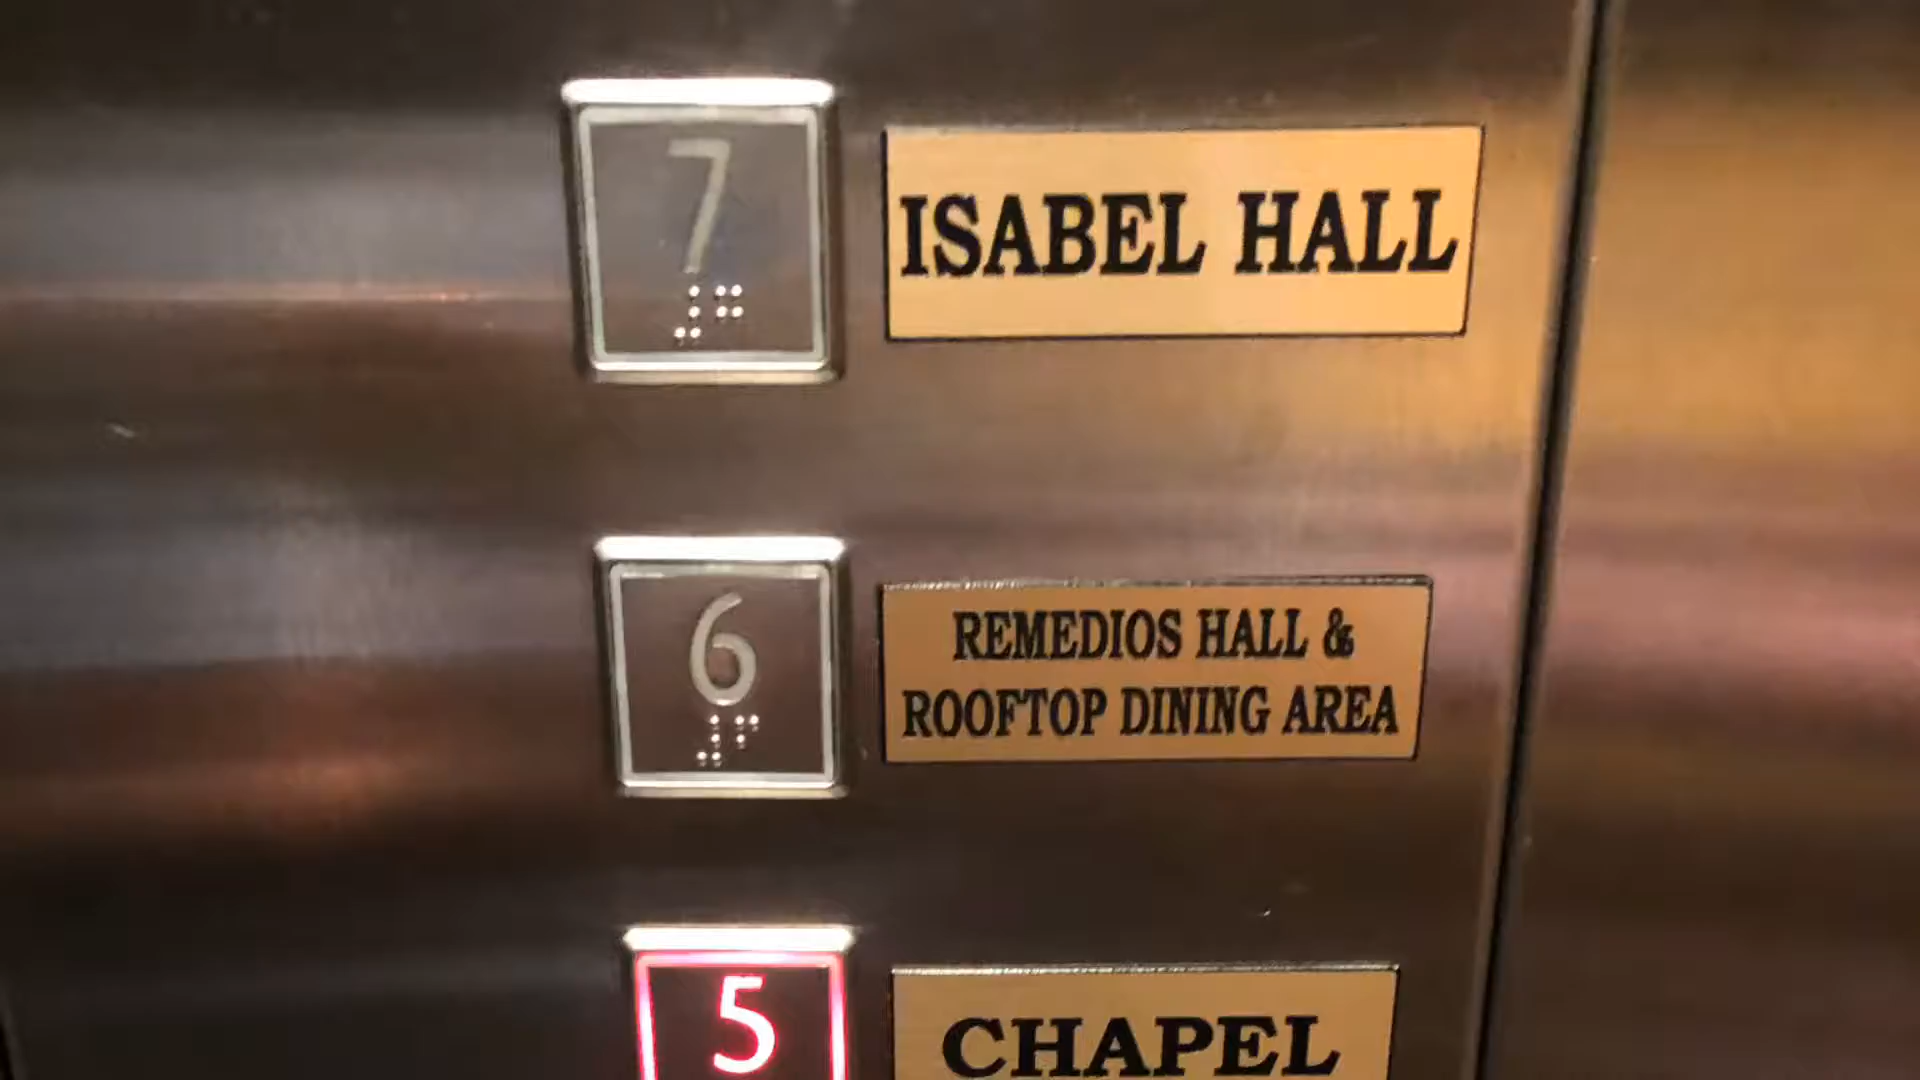 7
ISABEL HALL
6
REMEDIOS HALL &
ROOFTOP DINING AREA
5
CHAPEL